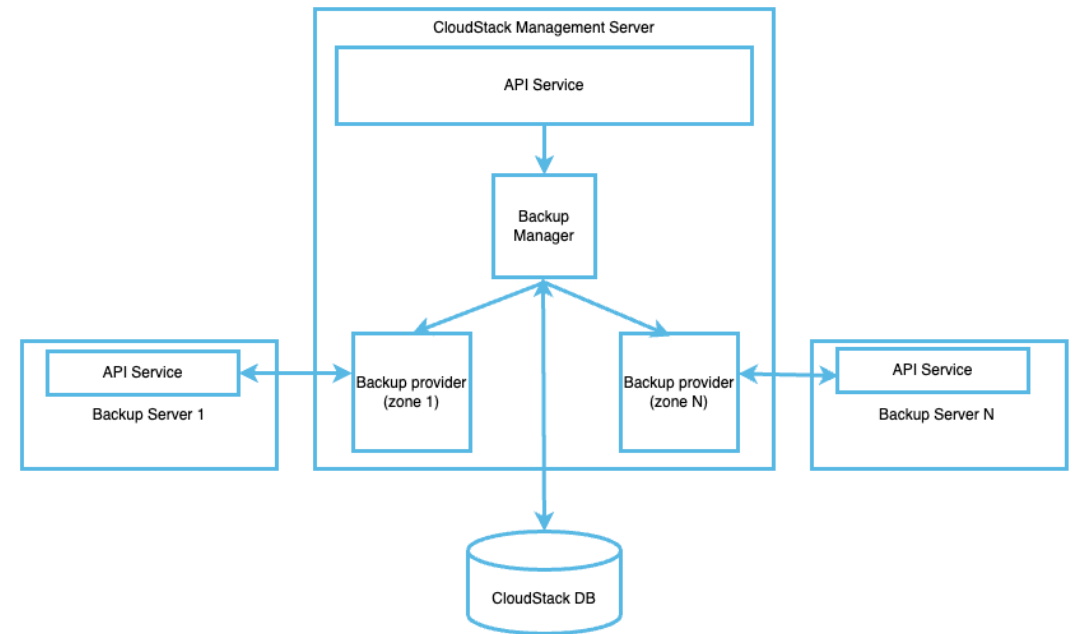 CloudStack Management Server
API Service
Backup
Manager
API Service
Backup Server 1
Backup provider
(zone 1)
Backup provider
(zone N)
API Service
Backup Server N
CloudStack DB